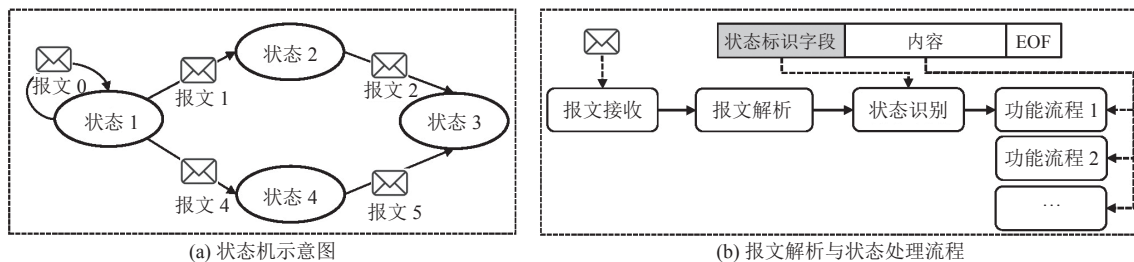 状态 2
报文 0
报文 1
报文 2
状态 1
状态 3
报文 4
状态 4
报文 5
(a) 状态机示意图
状态标识字段 内容 EOF
报文接收 报文解析 状态识别 功能流程 1
功能流程 2
…
(b) 报文解析与状态处理流程